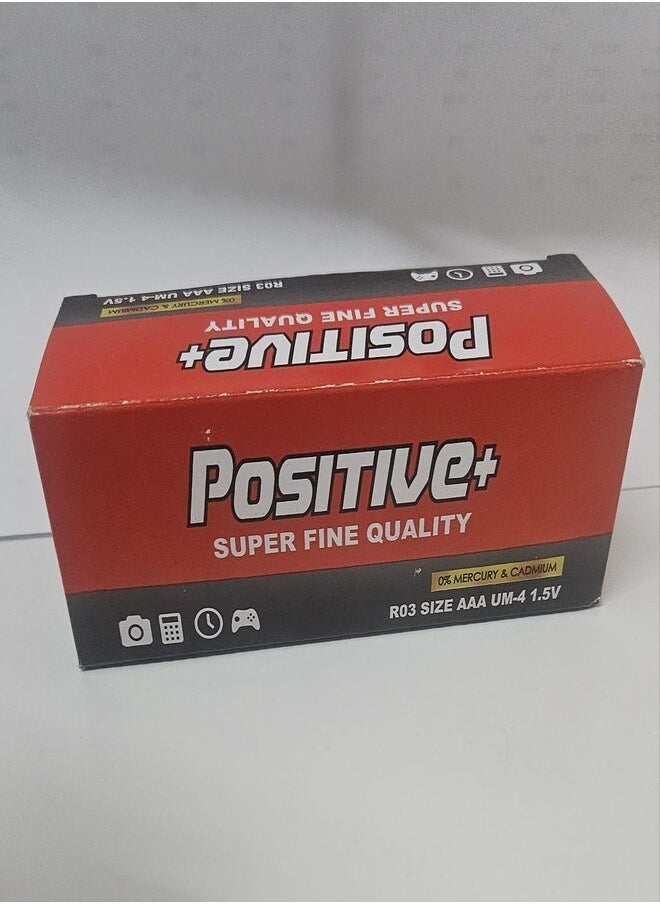 R03 SIZE AAA UM-4 1.5V
0% MERCURY & CADMIUM
SUPER FINE QUALITY
POSITIVE+
POSITIVE+
SUPER FINE QUALITY
0% MERCURY & CADMIUM
R03 SIZE AAA UM-4 1.5V